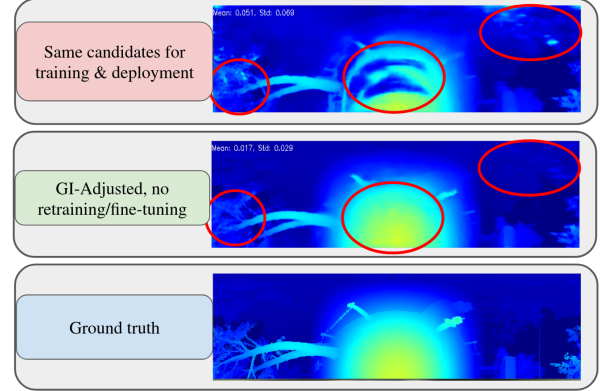 Mean: 0.051, Std: 0.069
Same candidates for
training & deployment
Mean: 0.017, Std: 0.029
GI-Adjusted, no
retraining/fine-tuning
Ground truth